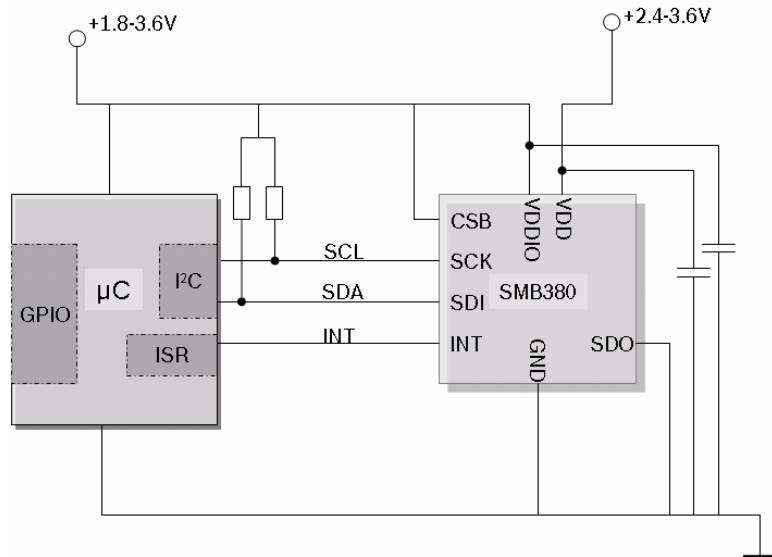 +1.8-3.6V
+2.4-3.6V
CSB
VDDIO
VDD
SCL
SCK
I²C
µC
SMB380
GPIO
SDA
SDI
INT
INT
ISR
GND
SDO